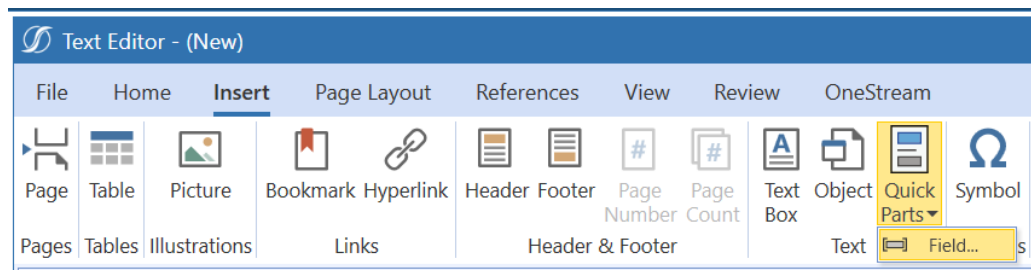 Text Editor - (New)
File Home Insert Page Layout References View Review OneStream
Page Table Picture Bookmark Hyperlink Header Footer Page Number Page Count Text Box Object Quick Parts Symbol
Pages Tables Illustrations Links Header & Footer Text
Field...